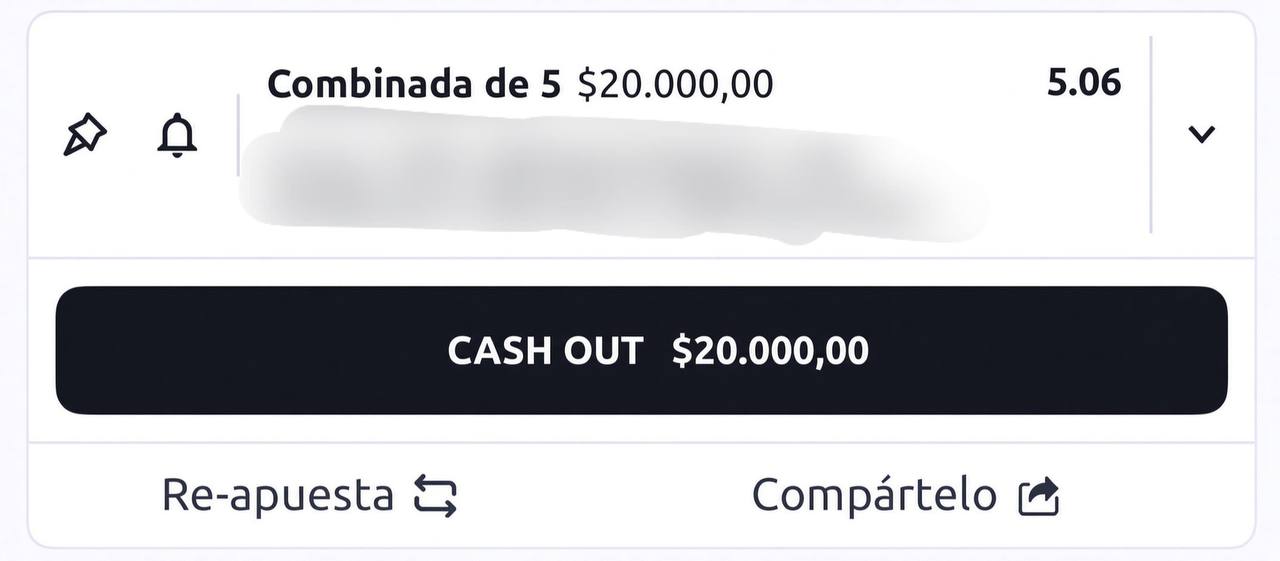 Combinada de 5 $20.000,00 5.06
CASH OUT $20.000,00
Re-apuesta Compártelo